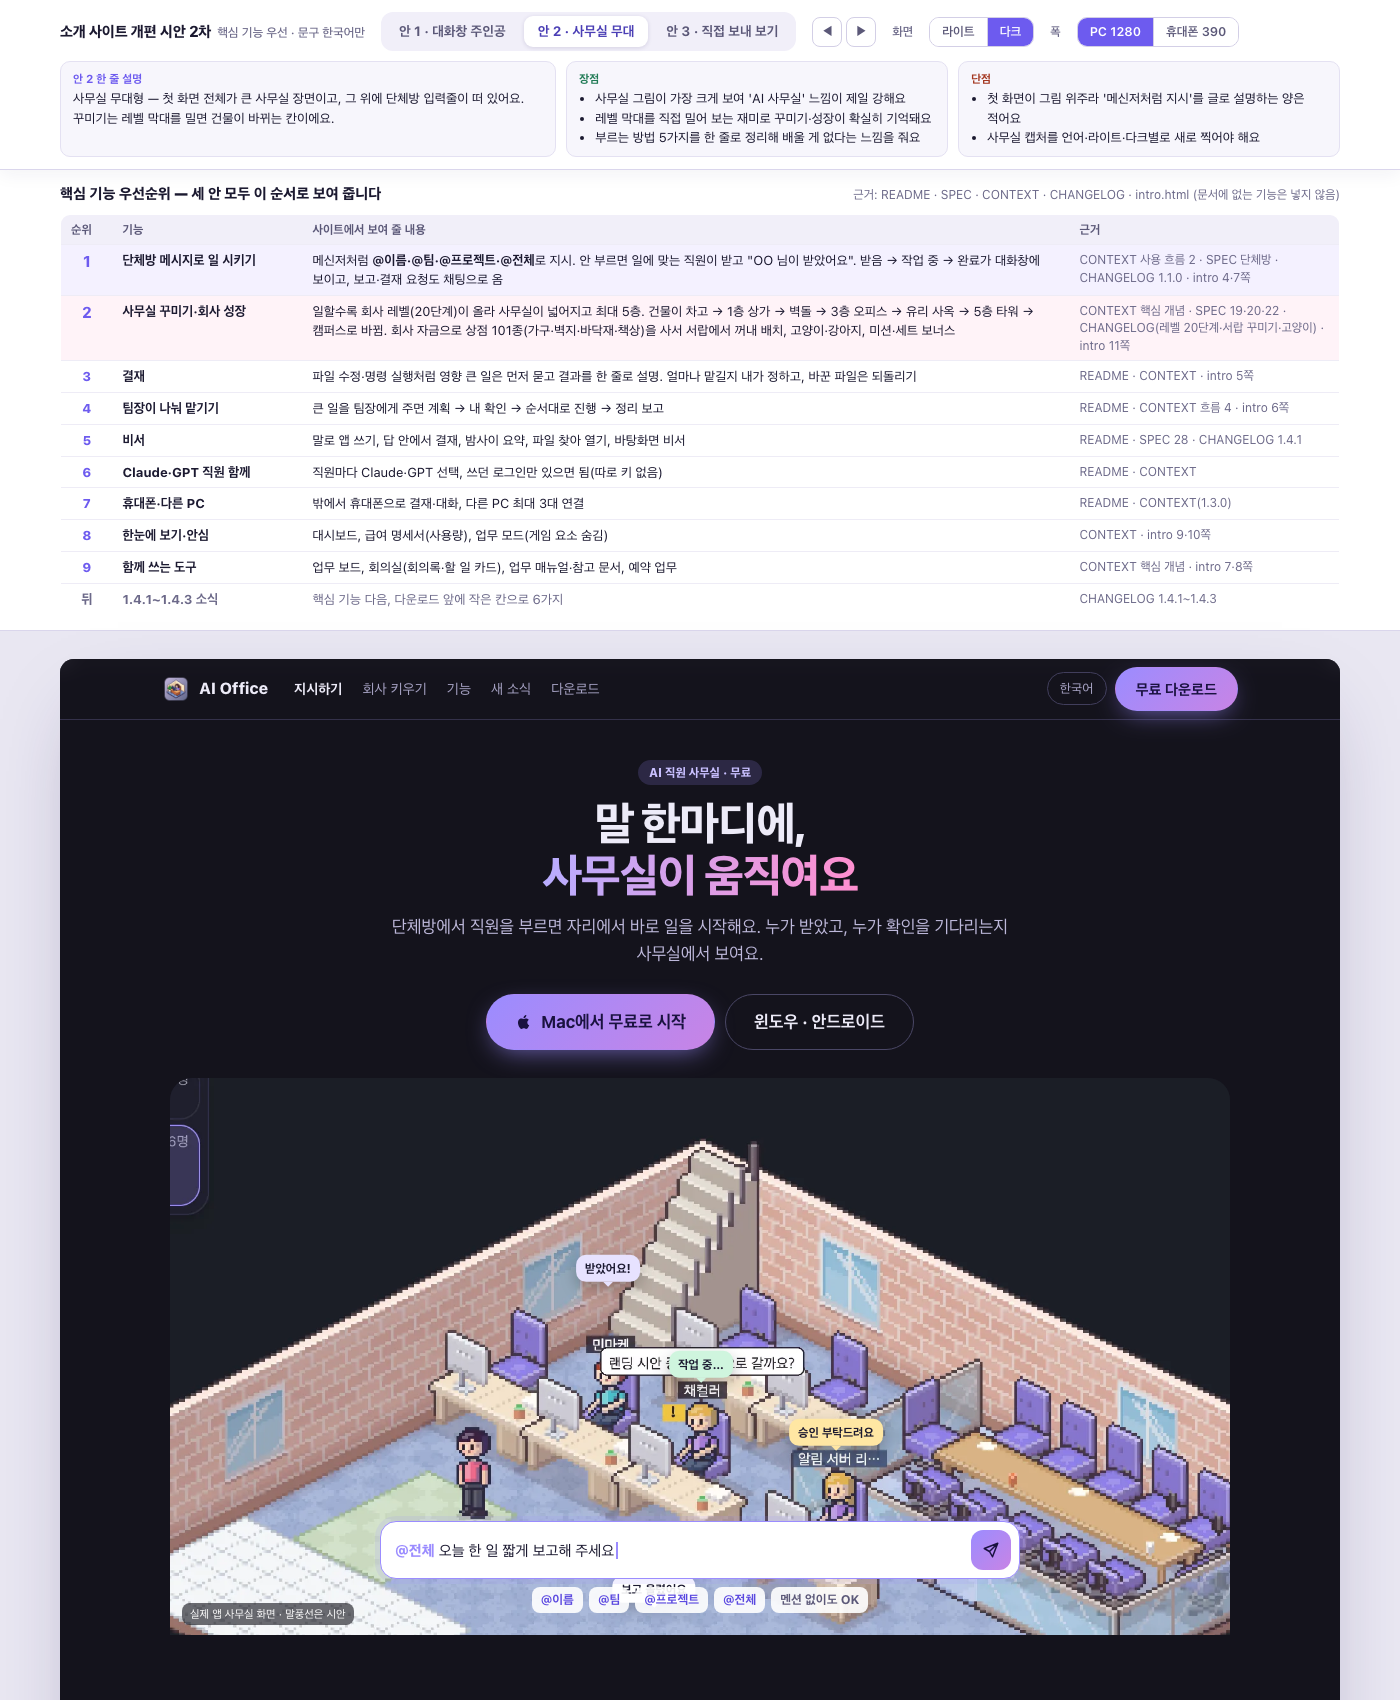 소개 사이트 개편 시안 2차 핵심 기능 우선 · 문구 한국어만
안 1 · 대화창 주인공
안 2 · 사무실 무대
안 3 · 직접 보내 보기
◀ ▶
화면
라이트
다크
폭
PC 1280
휴대폰 390
안 2 한 줄 설명
사무실 무대형 — 첫 화면 전체가 큰 사무실 장면이고, 그 위에 단체방 입력줄이 떠 있어요.
꾸미기는 레벨 막대를 밀면 건물이 바뀌는 칸이에요.
장점
• 사무실 그림이 가장 크게 보여 'AI 사무실' 느낌이 제일 강해요
• 레벨 막대를 직접 밀어 보는 재미로 꾸미기·성장이 확실히 기억돼요
• 부르는 방법 5가지를 한 줄로 정리해 배울 게 없다는 느낌을 줘요
단점
• 첫 화면이 그림 위주라 '메신저처럼 지시'를 글로 설명하는 양은
적어요
• 사무실 캡처를 언어·라이트·다크별로 새로 찍어야 해요
핵심 기능 우선순위 — 세 안 모두 이 순서로 보여 줍니다
근거: README · SPEC · CONTEXT · CHANGELOG · intro.html (문서에 없는 기능은 넣지 않음)
순위 기능 사이트에서 보여 줄 내용 근거
1 단체방 메시지로 일 시키기
메신저처럼 @이름·@팀·@프로젝트·@전체로 지시. 안 부르면 일에 맞는 직원이 받고 "OO 님이 받았어요". 받음 → 작업 중 → 완료가 대화창에
보이고, 보고·결재 요청도 채팅으로 옴
CONTEXT 사용 흐름 2 · SPEC 단체방 ·
CHANGELOG 1.1.0 · intro 4·7쪽
2 사무실 꾸미기·회사 성장
일할수록 회사 레벨(20단계)이 올라 사무실이 넓어지고 최대 5층. 건물이 차고 → 1층 상가 → 벽돌 → 3층 오피스 → 유리 사옥 → 5층 타워 →
캠퍼스로 바뀜. 회사 자금으로 상점 101종(가구·벽지·바닥재·책상)을 사서 서랍에서 꺼내 배치, 고양이·강아지, 미션·세트 보너스
CONTEXT 핵심 개념 · SPEC 19·20·22 ·
CHANGELOG(레벨 20단계·서랍 꾸미기·고양이) ·
intro 11쪽
3 결재 파일 수정·명령 실행처럼 영향 큰 일은 먼저 묻고 결과를 한 줄로 설명. 얼마나 맡길지 내가 정하고, 바꾼 파일은 되돌리기 README · CONTEXT · intro 5쪽
4 팀장이 나눠 맡기기 큰 일을 팀장에게 주면 계획 → 내 확인 → 순서대로 진행 → 정리 보고 README · CONTEXT 흐름 4 · intro 6쪽
5 비서 말로 앱 쓰기, 답 안에서 결재, 밤사이 요약, 파일 찾아 열기, 바탕화면 비서 README · SPEC 28 · CHANGELOG 1.4.1
6 Claude·GPT 직원 함께 직원마다 Claude·GPT 선택, 쓰던 로그인만 있으면 됨(따로 키 없음) README · CONTEXT
7 휴대폰·다른 PC 밖에서 휴대폰으로 결재·대화, 다른 PC 최대 3대 연결 README · CONTEXT(1.3.0)
8 한눈에 보기·안심 대시보드, 급여 명세서(사용량), 업무 모드(게임 요소 숨김) CONTEXT · intro 9·10쪽
9 함께 쓰는 도구 업무 보드, 회의실(회의록·할 일 카드), 업무 매뉴얼·참고 문서, 예약 업무 CONTEXT 핵심 개념 · intro 7·8쪽
뒤 1.4.1~1.4.3 소식 핵심 기능 다음, 다운로드 앞에 작은 칸으로 6가지 CHANGELOG 1.4.1~1.4.3
AI Office 지시하기 회사 키우기 기능 새 소식 다운로드 한국어 무료 다운로드
AI 직원 사무실 · 무료
말 한마디에,
사무실이 움직여요
단체방에서 직원을 부르면 자리에서 바로 일을 시작해요. 누가 받았고, 누가 확인을 기다리는지
사무실에서 보여요.
Mac에서 무료로 시작
윈도우 · 안드로이드
6명
받았어요!
민마케
랜딩 시안
로 갈까요?
작업 중...
채컬러
!
승인 부탁드려요
알림 서버 리···
@전체 오늘 한 일 짧게 보고해 주세요
@이름 @팀 @프로젝트 @전체 멘션 없이도 OK
실제 앱 사무실 화면 · 말풍선은 시안